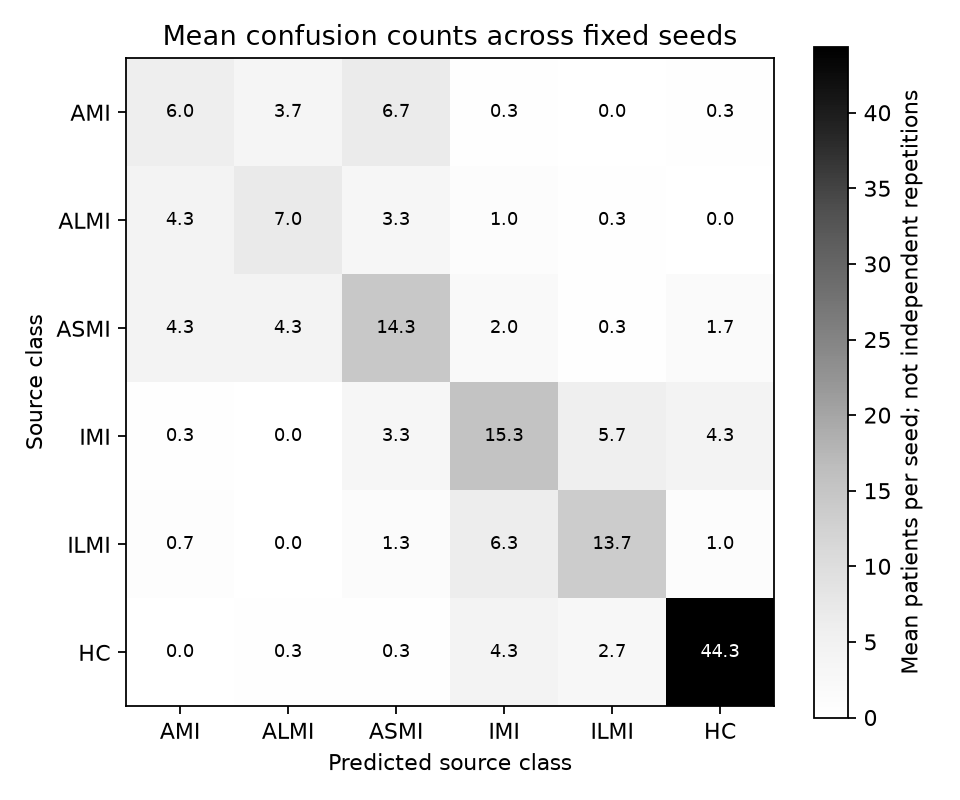 Mean confusion counts across fixed seeds
AMI 6.0 3.7 6.7 0.3 0.0 0.3
ALMI 4.3 7.0 3.3 1.0 0.3 0.0
ASMI 4.3 4.3 14.3 2.0 0.3 1.7
IMI 0.3 0.0 3.3 15.3 5.7 4.3
ILMI 0.7 0.0 1.3 6.3 13.7 1.0
HC 0.0 0.3 0.3 4.3 2.7 44.3
AMI ALMI ASMI IMI ILMI HC
Predicted source class
Source class
40
35
30
25
20
15
10
5
0
Mean patients per seed; not independent repetitions